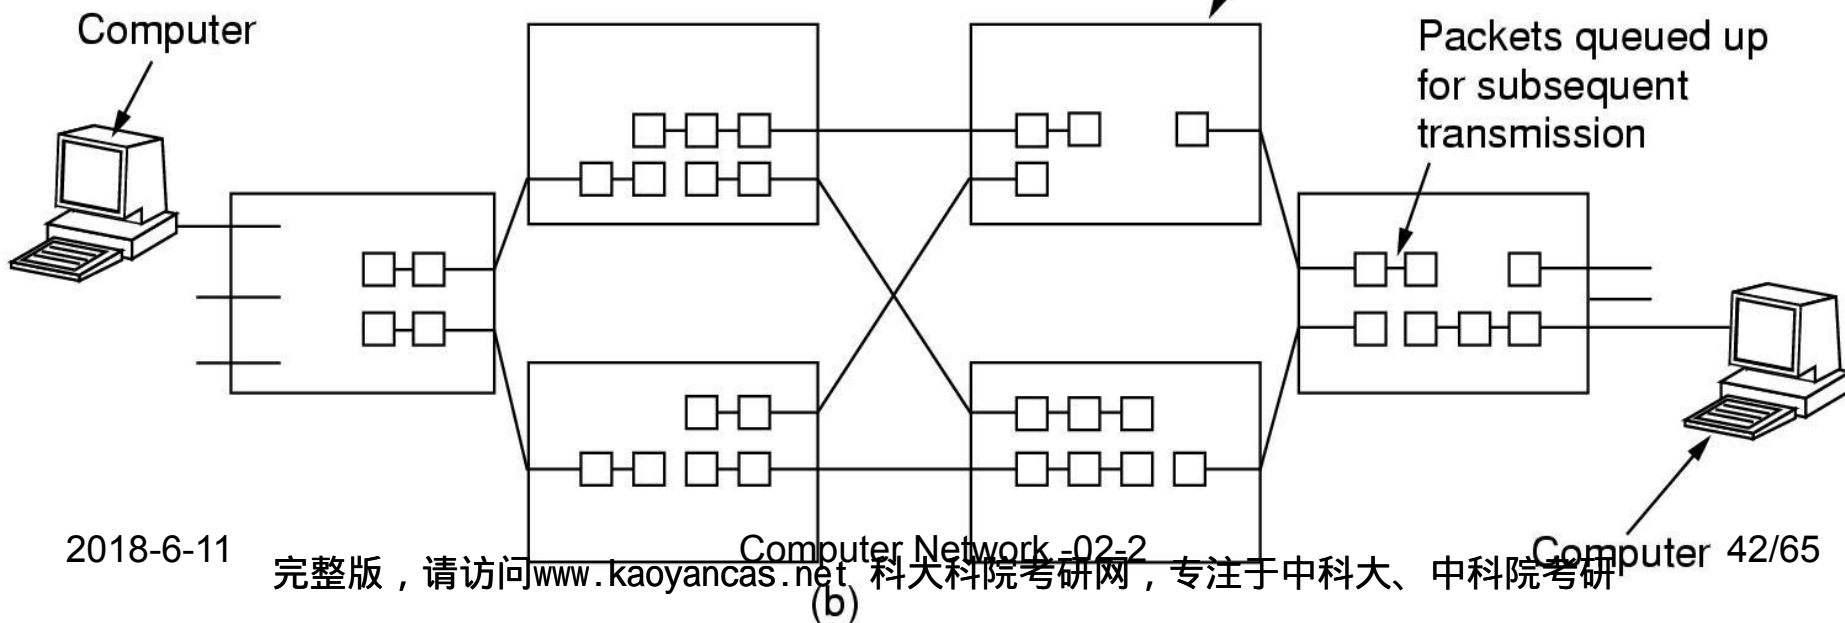 Computer
Packets queued up
for subsequent
transmission
2018-6-11
Computer Network -02-2
Computer
42/65
完整版，请访问www.kaoyancas.net 科大科院考研网，专注于中科大、中科院考研
(b)